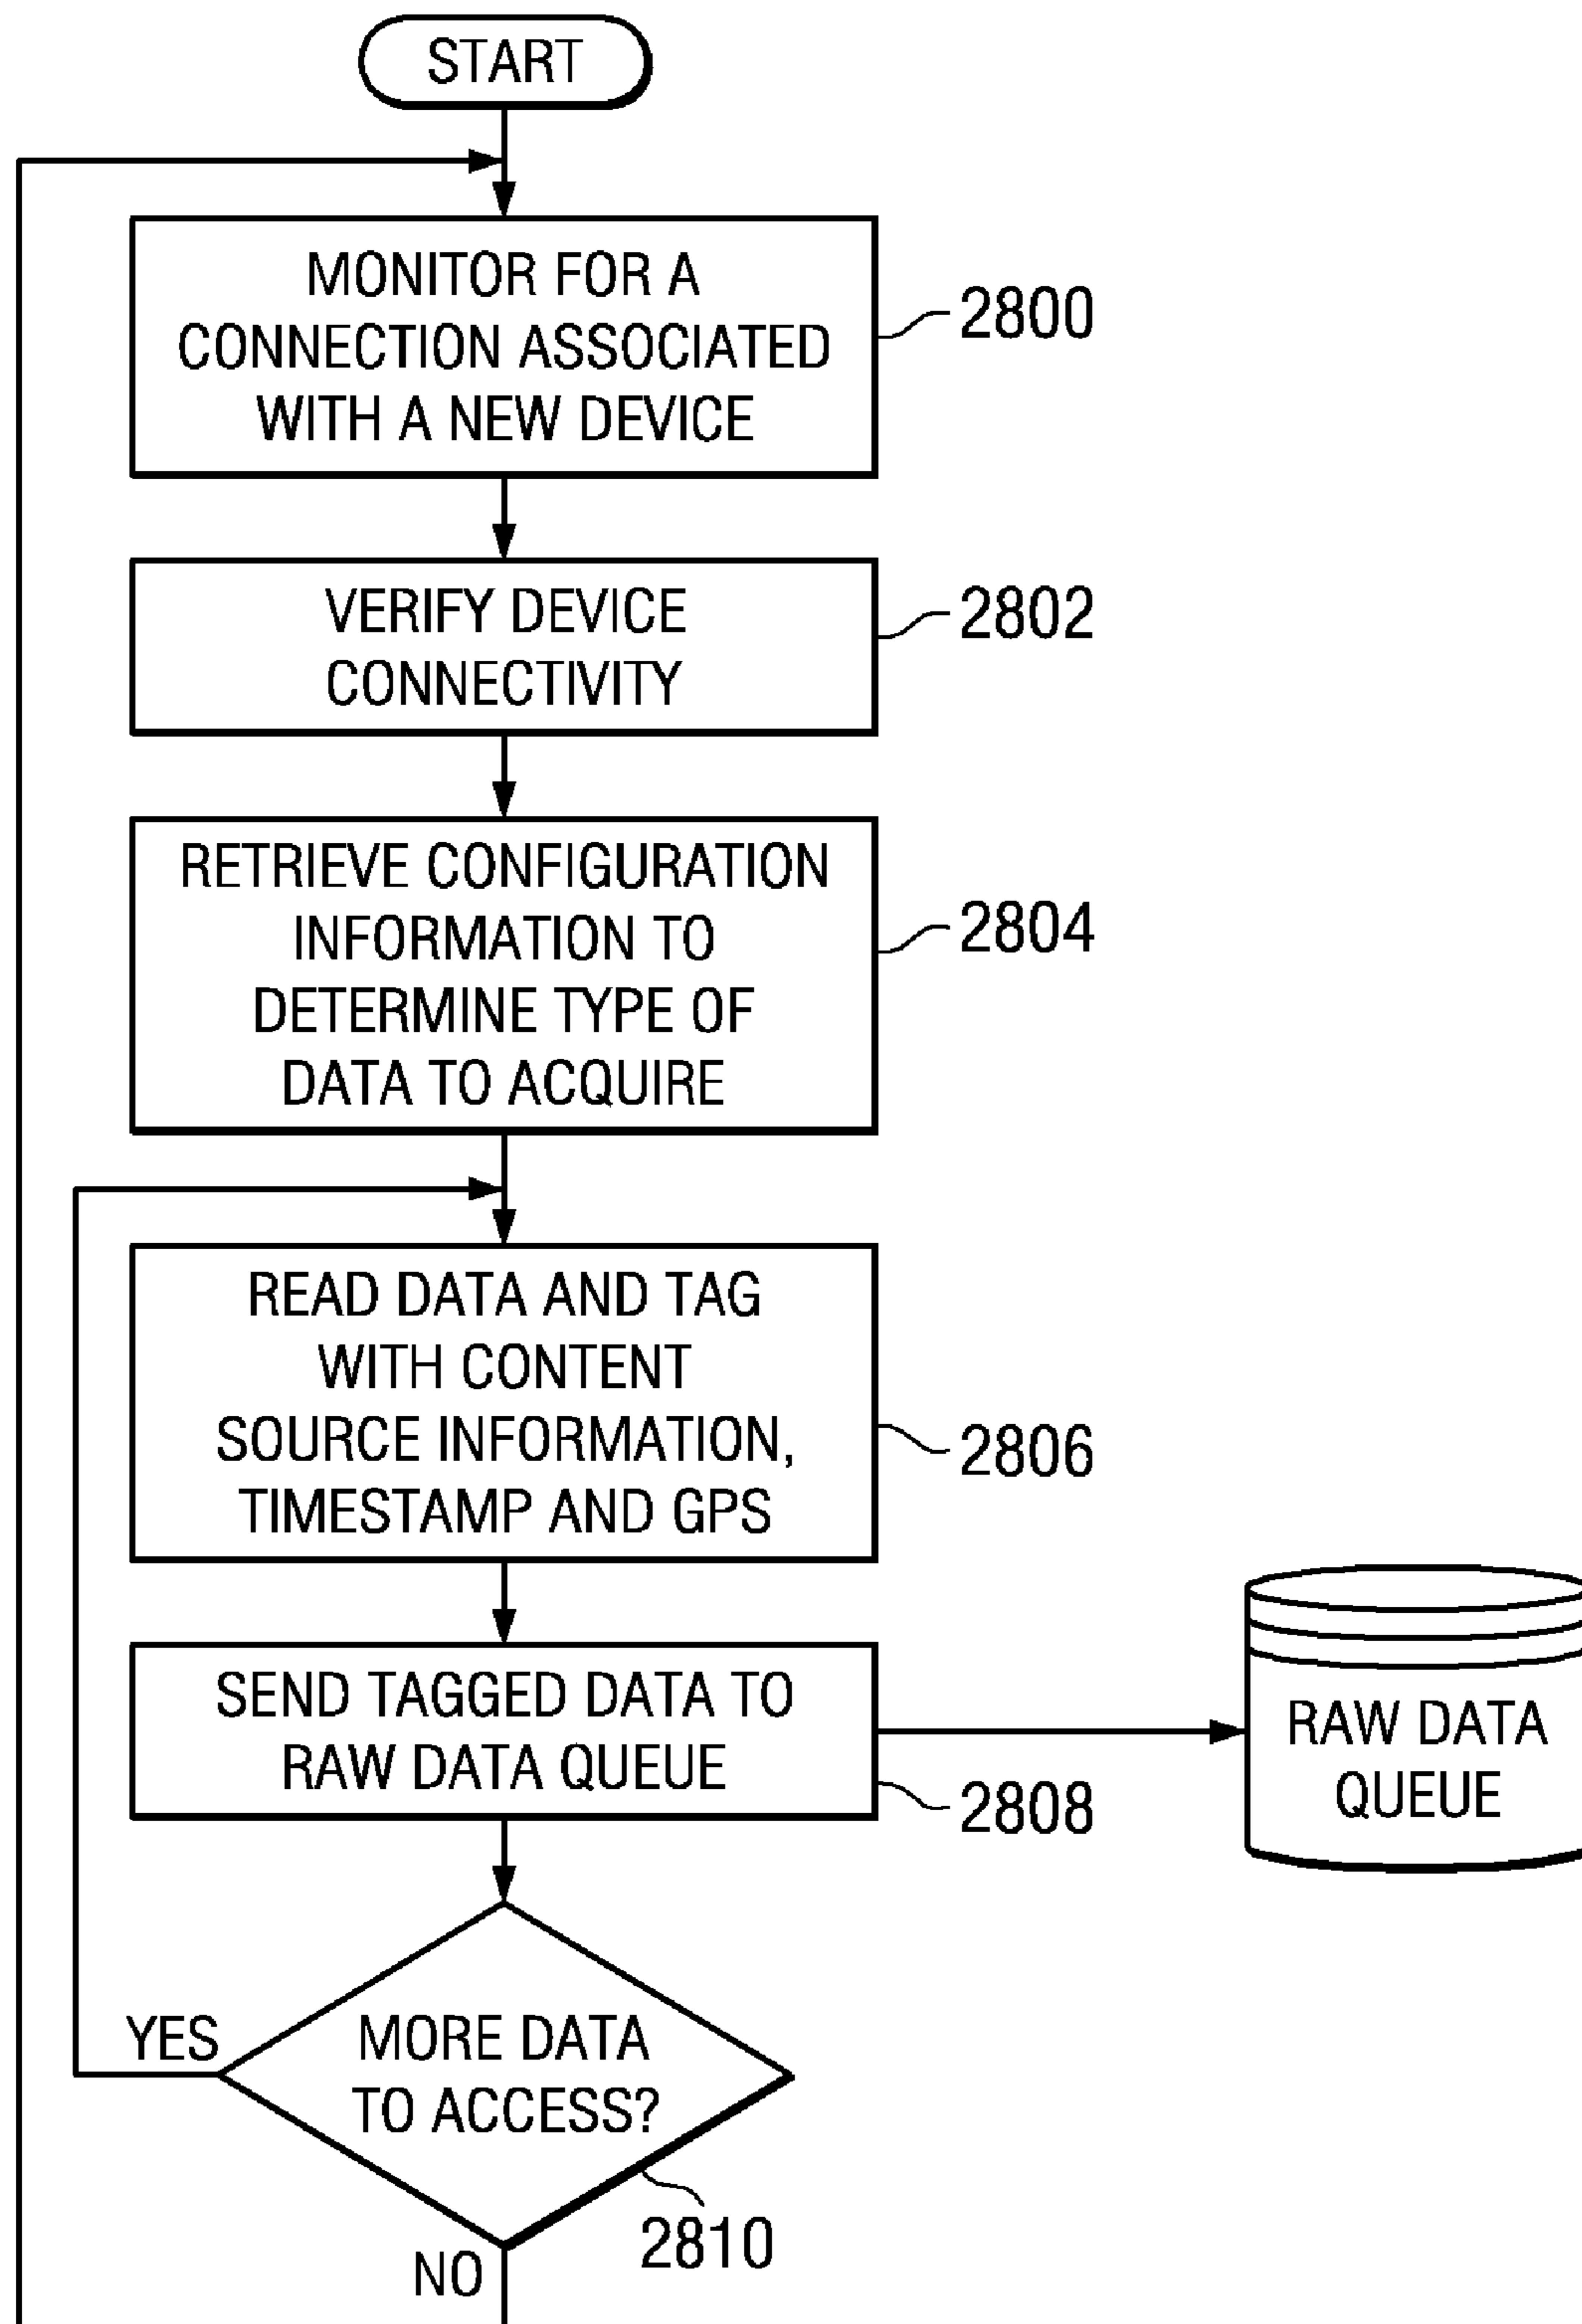 START
MONITOR FOR A
CONNECTION ASSOCIATED
WITH A NEW DEVICE
2800
VERIFY DEVICE
CONNECTIVITY
2802
RETRIEVE CONFIGURATION
INFORMATION TO
DETERMINE TYPE OF
DATA TO ACQUIRE
2804
READ DATA AND TAG
WITH CONTENT
SOURCE INFORMATION,
TIMESTAMP AND GPS
2806
SEND TAGGED DATA TO
RAW DATA QUEUE
2808
RAW DATA
QUEUE
YES
MORE DATA
TO ACCESS?
2810
NO